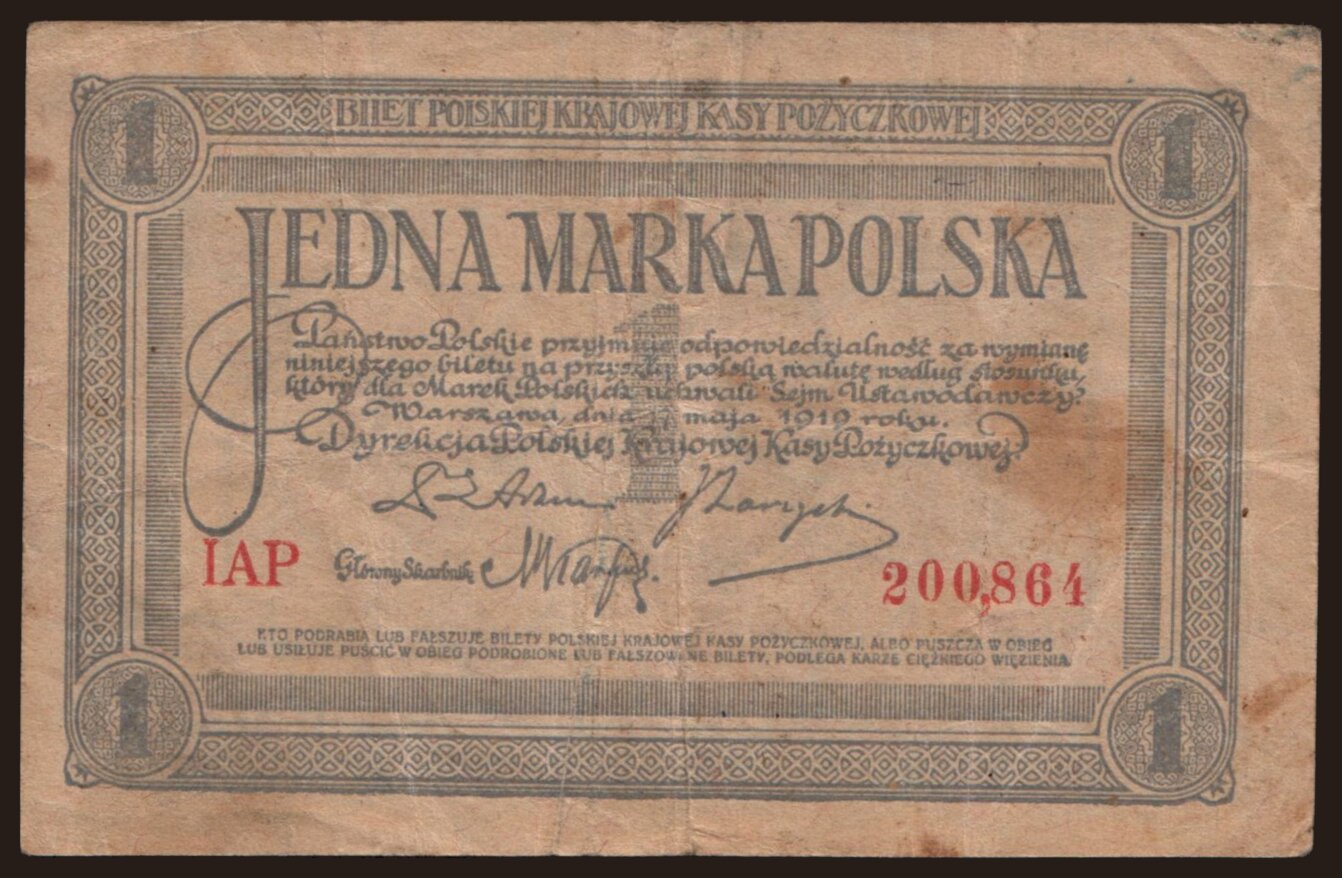 1 BILET POLSKIEJ KRAJOWEJ KASY POŻYCZKOWEJ 1
JEDNA MARKA POLSKA
Państwo Polskie przyjmuje odpowiedzialność za wymianę
niniejszego biletu na przyszłą polską walutę według stosunku,
który dla Marek Polskich uchwali Sejm Ustawodawczy.
Warszawa, dnia 17 maja 1919 roku.
Dyrekcja Polskiej Krajowej Kasy Pożyczkowej
1
IAP Główny Skarbnik 200,864
KTO PODRABIA LUB FAŁSZUJE BILETY POLSKIEJ KRAJOWEJ KASY POŻYCZKOWEJ, ALBO PUSZCZA W OBIEG
LUB USIŁUJE PUŚCIĆ W OBIEG PODROBIONE LUB FAŁSZOWANE BILETY, PODLEGA KARZE CIĘŻKIEGO WIĘZIENIA.
1 1